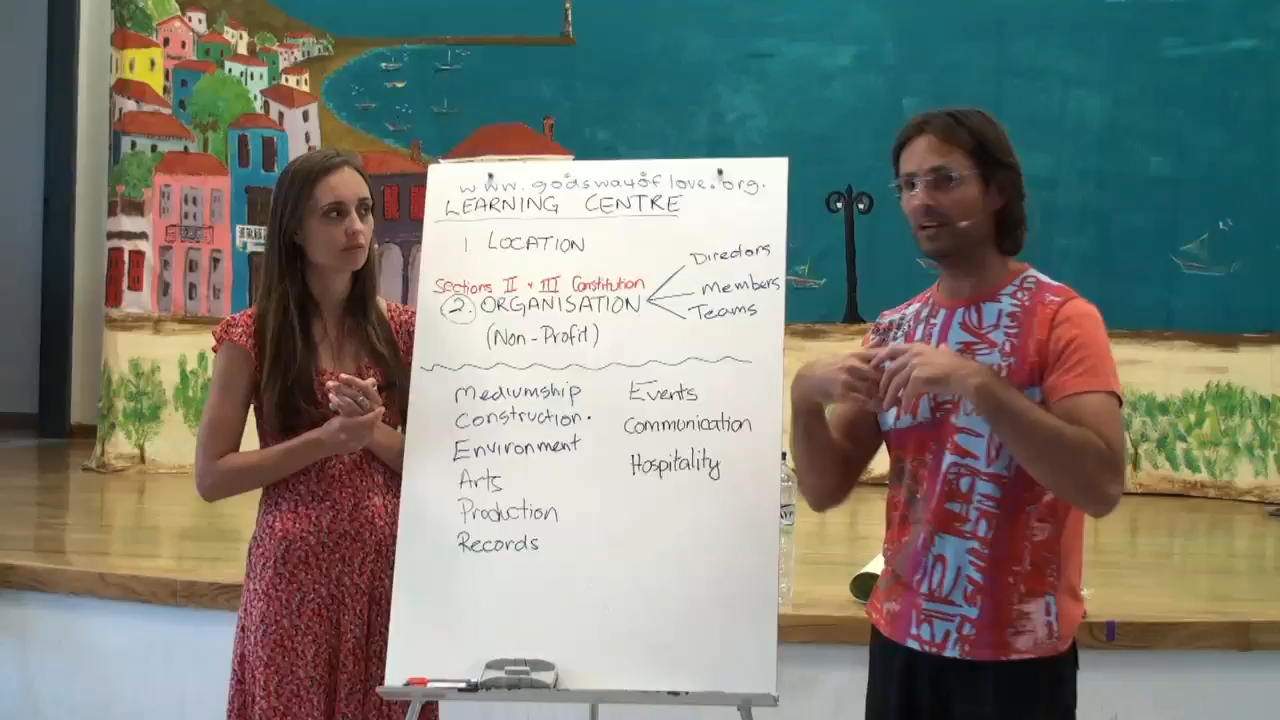 www.godswayoflove.org.
LEARNING CENTRE
1. LOCATION
Sections II & III Constitution
2. ORGANISATION
Directors
members
Teams
(Non-Profit)
Mediumship
Construction.
Environment
Arts
Production
Records
Events
Communication
Hospitality